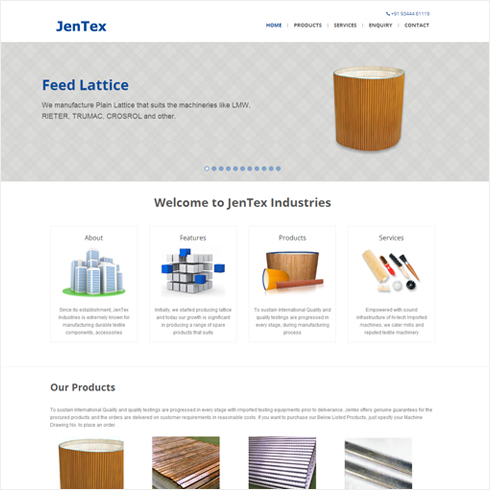 +91 90444 61119
JenTex
HOME | PRODUCTS | SERVICES | ENQUIRY | CONTACT
Feed Lattice
We manufacture Plain Lattice that suits the machineries like LMW,
RIETER, TRUMAC, CROSROL and other.
Welcome to JenTex Industries
About
Since its establishment, JenTex
Industries is extremely known for
manufacturing durable textile
components, accessories
Features
Initially, we started producing lattice
and today our growth is significant
in producing a range of spare
products that suits
Products
To sustain International Quality and
quality testings are progressed in
every stage, during manufacturing
process
Services
Empowered with sound
infrastructure of hi-tech imported
machines, we cater mills and
reputed textile machinery
Our Products
To sustain International Quality and quality testings are progressed in every stage with imported testing equipments prior to deliverance. Jentex offers genuine guarantees for the
procured products and the orders are delivered on customer requirements in reasonable costs. If you want to purchase our Below Listed Products, just specify your Machine
Drawing No. to place an order.